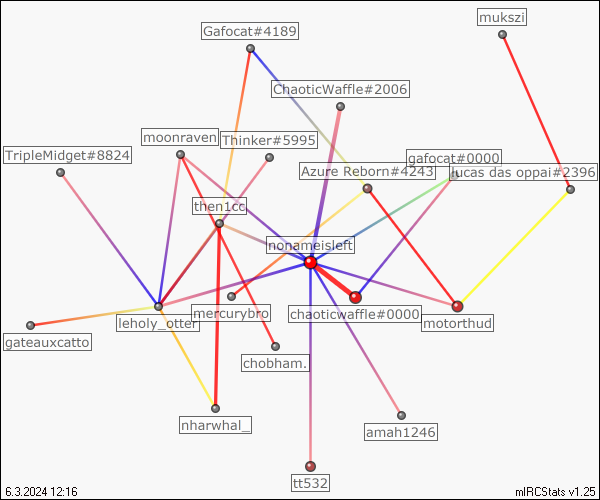 mukszi
Gafocat#4189
ChaoticWaffle#2006
moonraven
Thinker#5995
TripleMidget#8824
gafocat#0000
Azure Reborn#4243
lucas das oppai#2396
then1cc
nonameisleft
leholy_otter
mercurybro
chaoticwaffle#0000
motorthud
gateauxcatto
chobham.
nharwhal_
amah1246
tt532
6.3.2024 12:16
mIRCStats v1.25